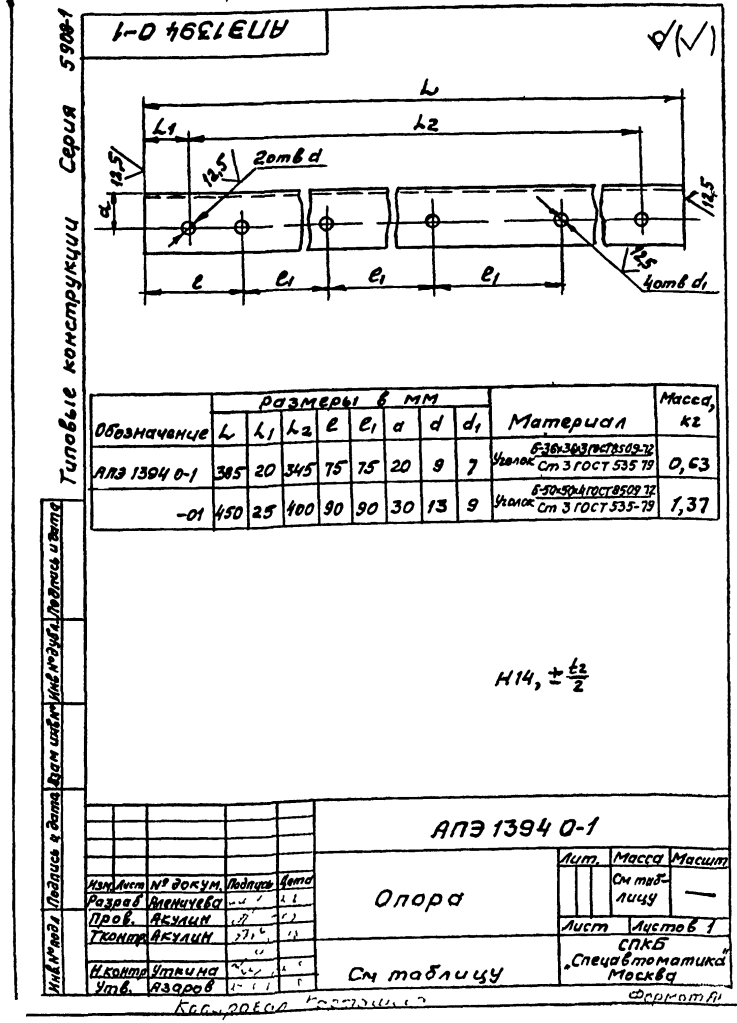 АПЭ1394 0-1
Типовые конструкции Серия 5908-1
√(√)
L
L1 L2
2отв d
12,5 12,5 12,5
a
12,5
4отв d1
l l1 l1 l1
Обозначение Размеры в мм Материал Масса, кг
L L1 L2 l l1 a d d1
АПЭ 1394 0-1 385 20 345 75 75 20 9 7 Уголок Б-36х36х3 ГОСТ 8509-72 Ст 3 ГОСТ 535 79 0,63
-01 450 25 400 90 90 30 13 9 Уголок Б-50х50х4 ГОСТ 8509 72 Ст 3 ГОСТ 535-79 1,37
H14, ± t2/2
Инв № подл Подпись и дата Взам инв № Инв № дубл. Подпись и дата
АПЭ 1394 0-1
Изм Лист № докум. Подпись Дата
Разраб Аленичева
Пров. Акулин
Т контр Акулин
Н.контр Уткина
Утв. Азаров
Опора
См таблицу
Лит. Масса Масшт
См таб-
лицу —
Лист Листов 1
СПКБ
„Спецавтоматика"
Москва
Копировал
Формат